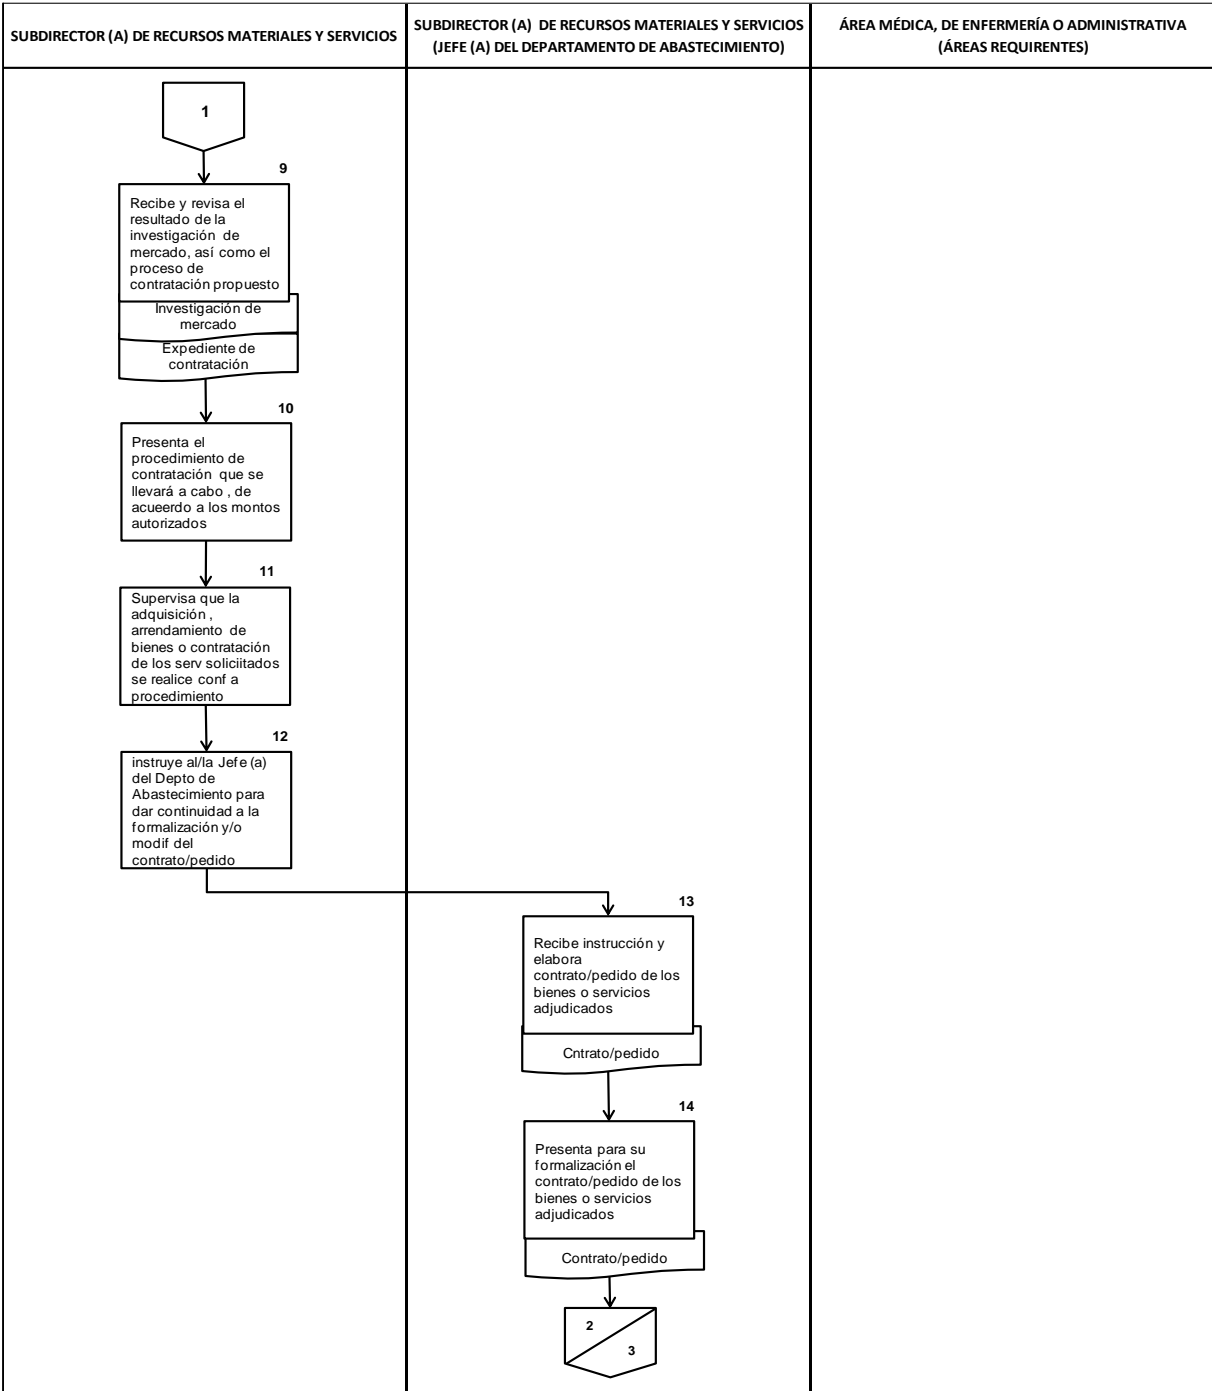 SUBDIRECTOR (A) DE RECURSOS MATERIALES Y SERVICIOS
SUBDIRECTOR (A) DE RECURSOS MATERIALES Y SERVICIOS
(JEFE (A) DEL DEPARTAMENTO DE ABASTECIMIENTO)
ÁREA MÉDICA, DE ENFERMERÍA O ADMINISTRATIVA
(ÁREAS REQUIRENTES)
1
9
Recibe y revisa el
resultado de la
investigación de
mercado, así como el
proceso de
contratación propuesto
Investigación de
mercado
Expediente de
contratación
10
Presenta el
procedimiento de
contratación que se
llevará a cabo , de
acueerdo a los montos
autorizados
11
Supervisa que la
adquisición ,
arrendamiento de
bienes o contratación
de los serv soliciitados
se realice conf a
procedimiento
12
instruye al/la Jefe (a)
del Depto de
Abastecimiento para
dar continuidad a la
formalización y/o
modif del
contrato/pedido
13
Recibe instrucción y
elabora
contrato/pedido de los
bienes o servicios
adjudicados
Cntrato/pedido
14
Presenta para su
formalización el
contrato/pedido de los
bienes o servicios
adjudicados
Contrato/pedido
2
3